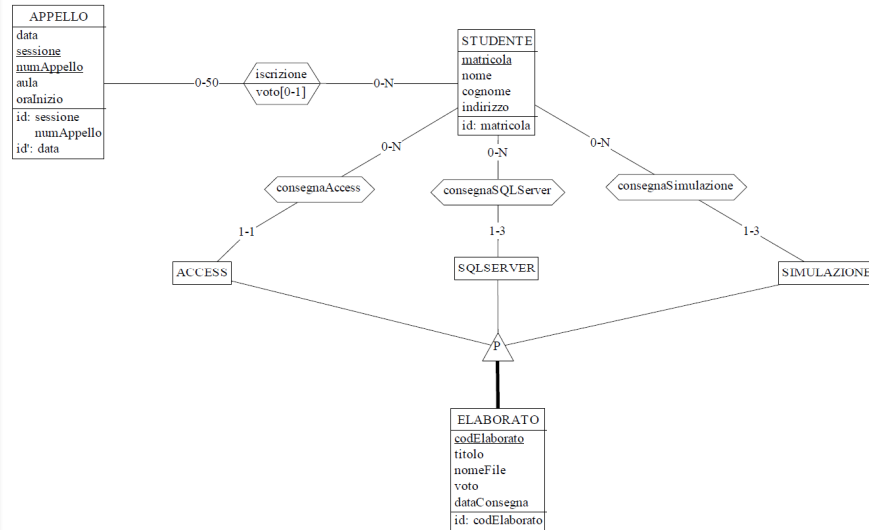 APPELLO
data
sessione
numAppello
aula
oraInizio
id: sessione
numAppello
id': data
0-50
iscrizione
voto[0-1]
0-N
STUDENTE
matricola
nome
cognome
indirizzo
id: matricola
0-N
0-N
0-N
consegnaAccess
consegnaSQLServer
consegnaSimulazione
1-1
1-3
1-3
ACCESS
SQLSERVER
SIMULAZIONE
P
ELABORATO
codElaborato
titolo
nomeFile
voto
dataConsegna
id: codElaborato